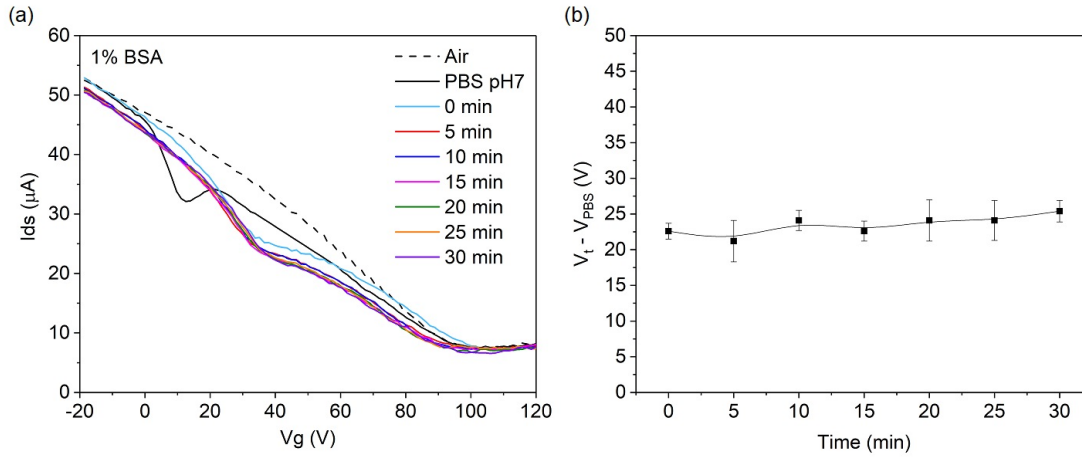 (a)
1% BSA
Air
PBS pH7
0 min
5 min
10 min
15 min
20 min
25 min
30 min
60
50
40
30
20
10
0
Ids (μA)
-20 0 20 40 60 80 100 120
Vg (V)
(b)
50
45
40
35
30
25
20
15
10
5
0
Vt - VPBS (V)
0 5 10 15 20 25 30
Time (min)